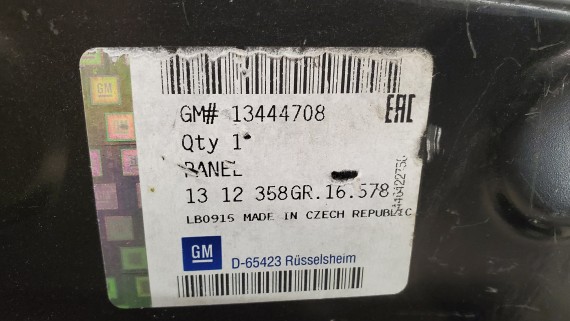 GM# 13444708
EAC
Qty 1
PANEL
13 12 358GR.16.578
LB0915 MADE IN CZECH REPUBLIC
GM
GM D-65423 Rüsselsheim